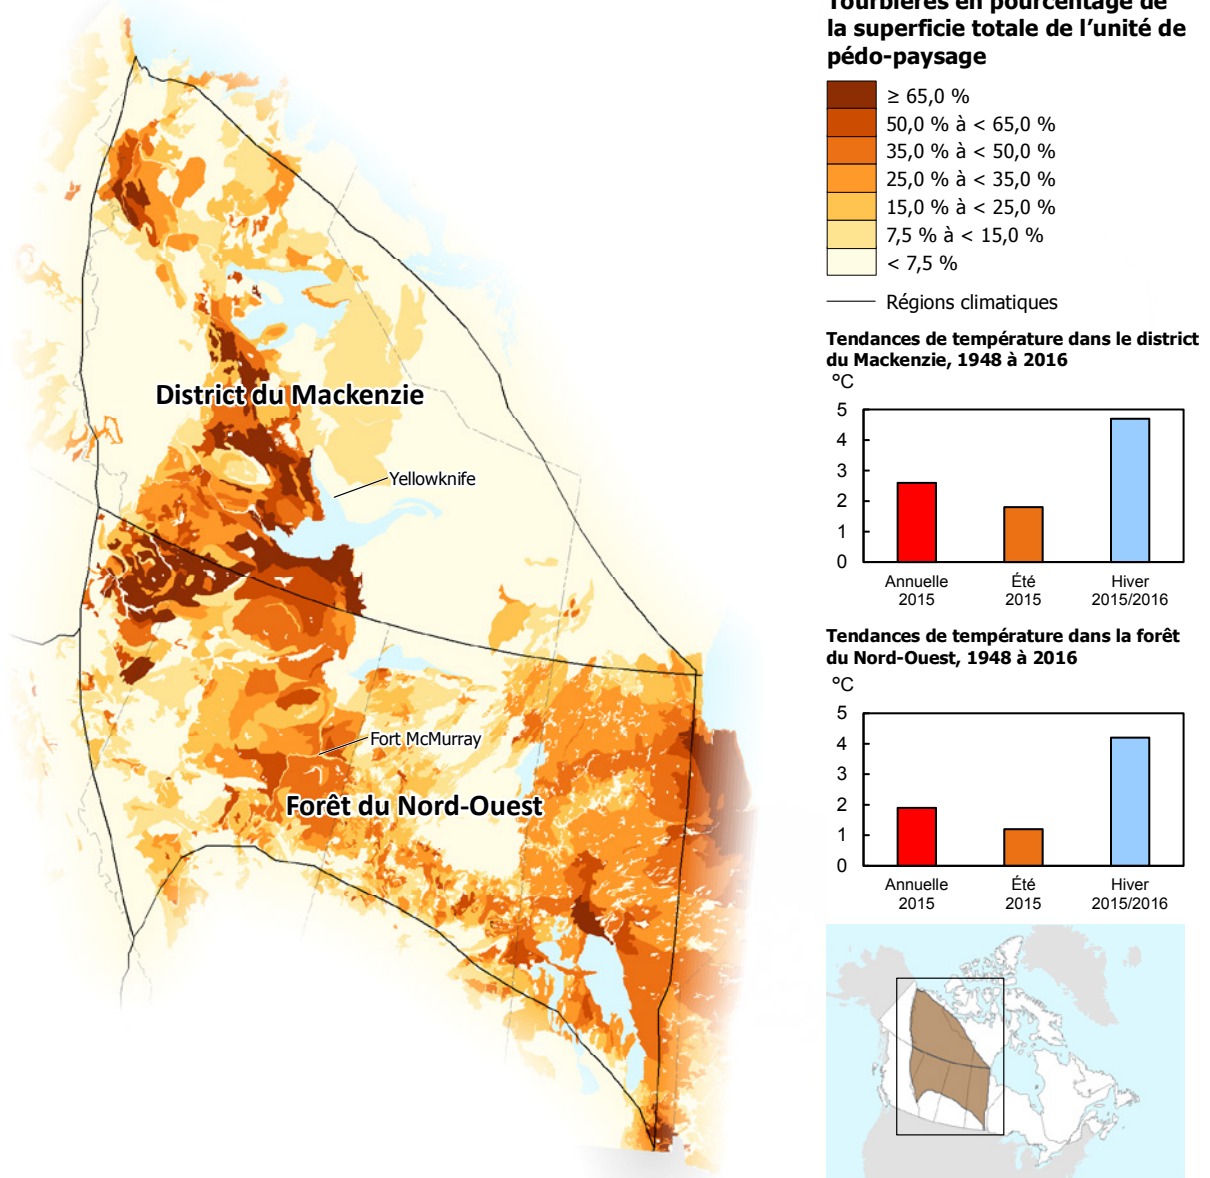 Tourbières en pourcentage de
la superficie totale de l'unité de
pédo-paysage
≥ 65,0 %
50,0 % à < 65,0 %
35,0 % à < 50,0 %
25,0 % à < 35,0 %
15,0 % à < 25,0 %
7,5 % à < 15,0 %
< 7,5 %
Régions climatiques
District du Mackenzie
Yellowknife
Fort McMurray
Forêt du Nord-Ouest
Tendances de température dans le district
du Mackenzie, 1948 à 2016
°C
5
4
3
2
1
0
Annuelle
2015
Été
2015
Hiver
2015/2016
Tendances de température dans la forêt
du Nord-Ouest, 1948 à 2016
°C
5
4
3
2
1
0
Annuelle
2015
Été
2015
Hiver
2015/2016